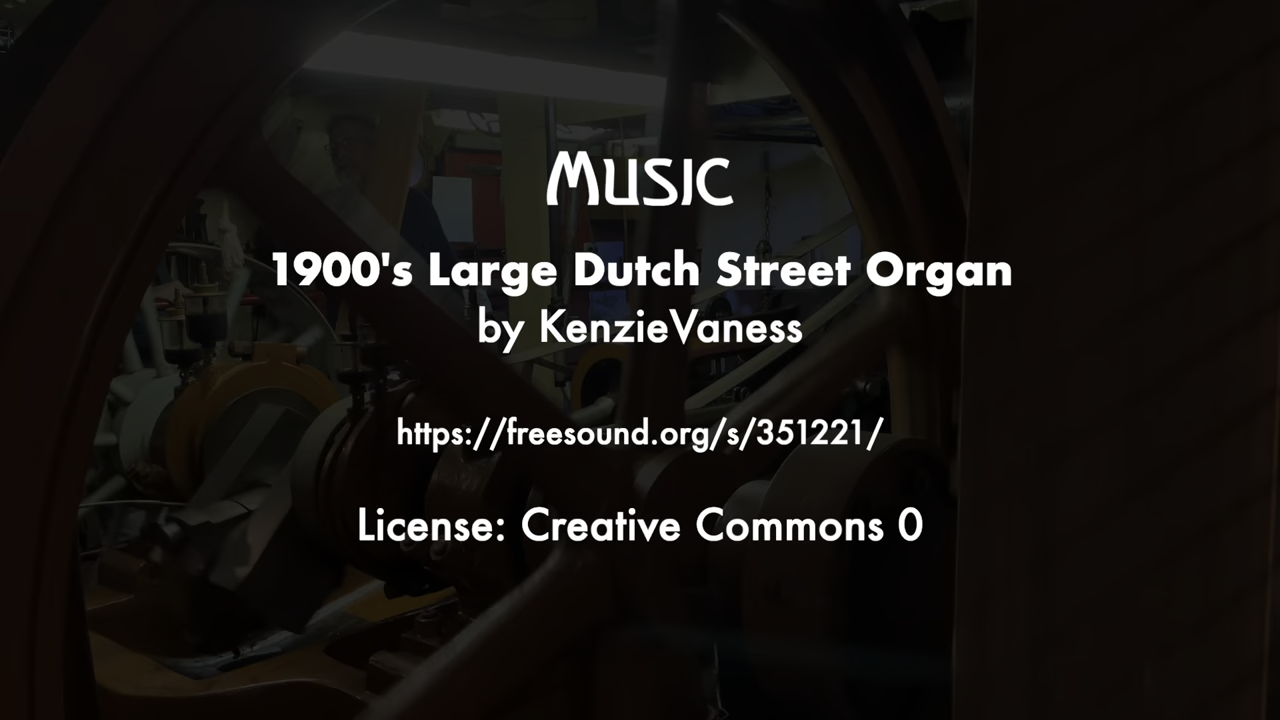 Music
1900's Large Dutch Street Organ
by KenzieVaness
https://freesound.org/s/351221/
License: Creative Commons 0